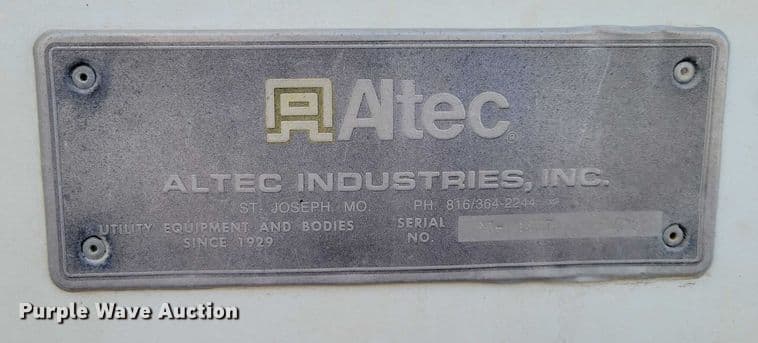 Altec®
ALTEC INDUSTRIES, INC.
ST. JOSEPH, MO. PH. 816/364-2244
UTILITY EQUIPMENT AND BODIES
SINCE 1929
SERIAL
NO.
Purple Wave Auction